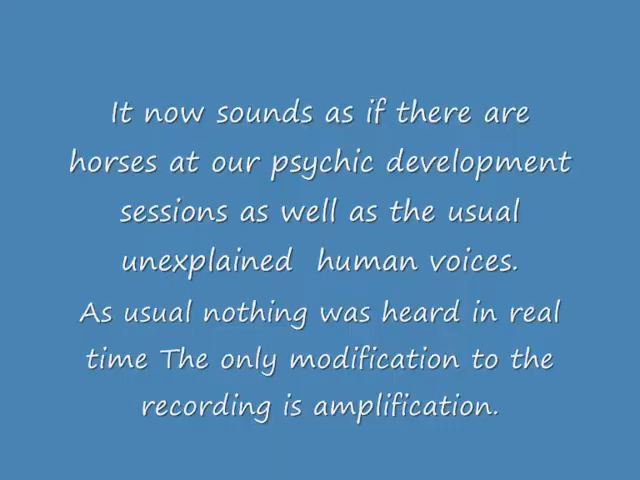 It now sounds as if there are
horses at our psychic development
sessions as well as the usual
unexplained  human voices.
As usual nothing was heard in real
time The only modification to the
recording is amplification.